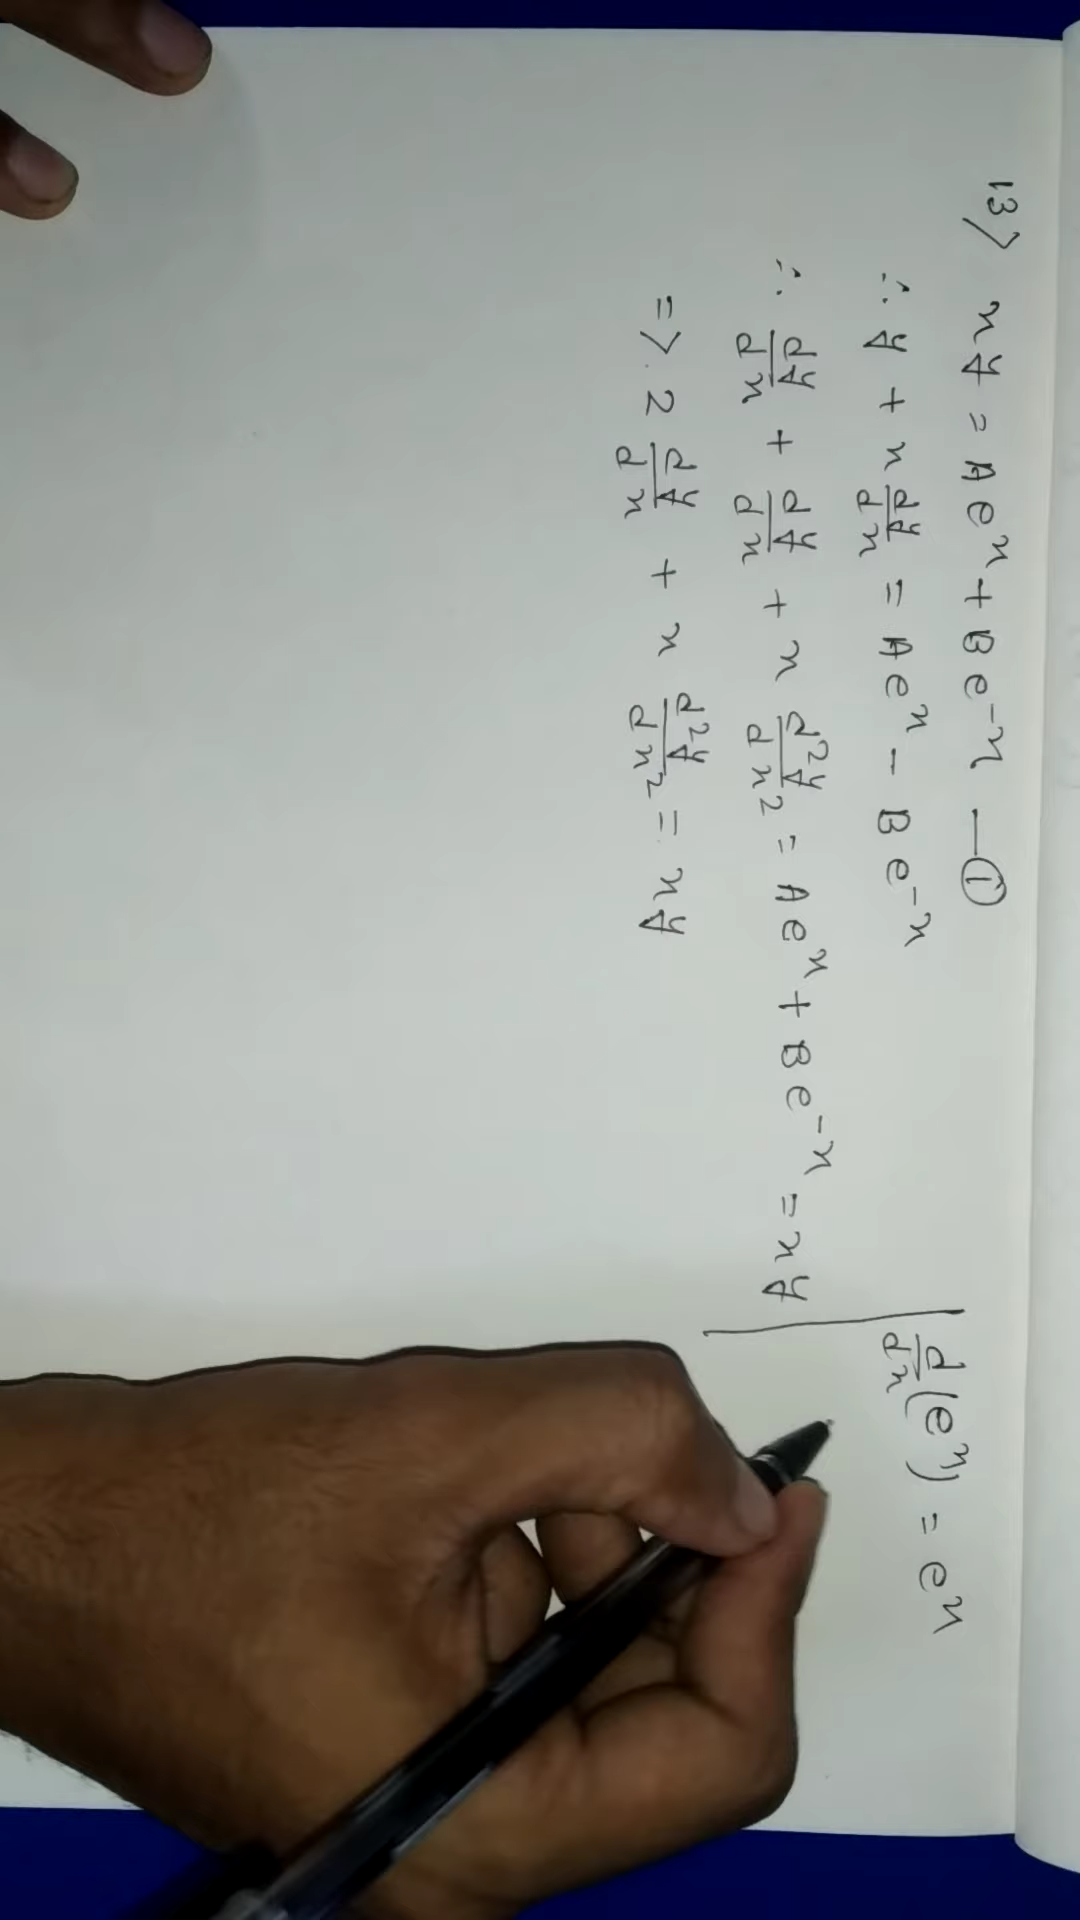 13> xy = Ae^x + Be^-x — ①
∴ y + x dy/dx = Ae^x - Be^-x
∴ dy/dx + dy/dx + x d²y/dx² = Ae^x + Be^-x = xy
=> 2 dy/dx + x d²y/dx² = xy
d/dx (e^x) = e^x